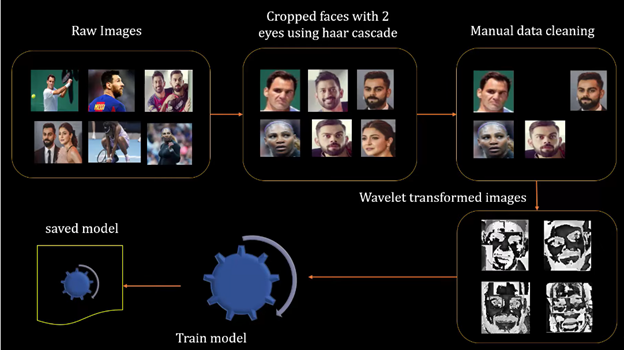 Raw Images
Cropped faces with 2
eyes using haar cascade
Manual data cleaning
Wavelet transformed images
saved model
Train model